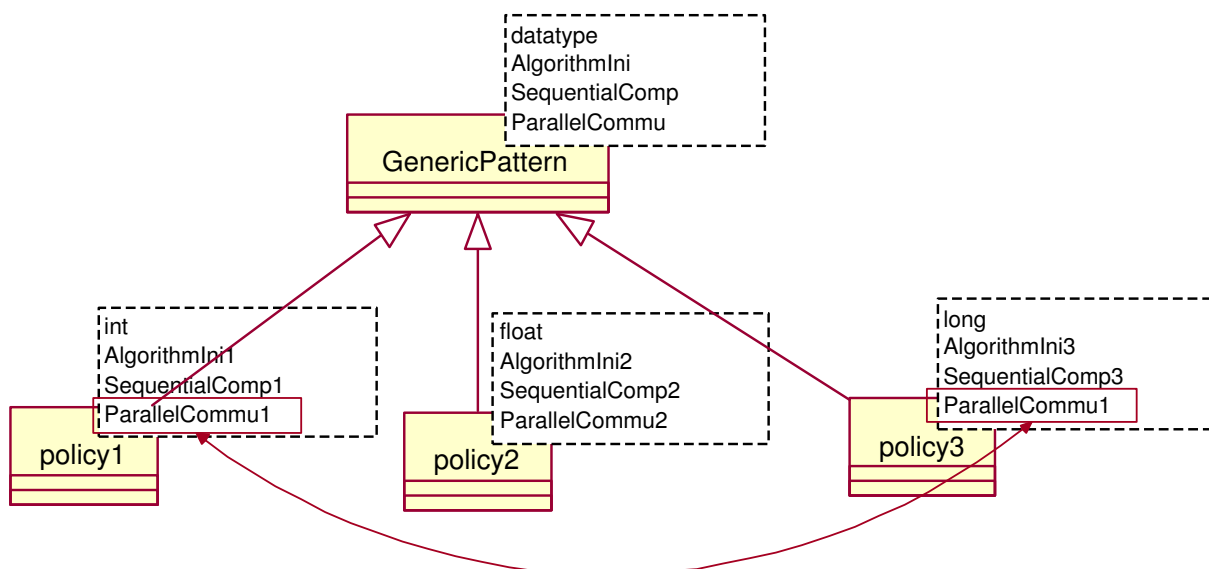 datatype
AlgorithmIni
SequentialComp
ParallelCommu
GenericPattern
int
AlgorithmIni1
SequentialComp1
ParallelCommu1
policy1
float
AlgorithmIni2
SequentialComp2
ParallelCommu2
policy2
long
AlgorithmIni3
SequentialComp3
ParallelCommu1
policy3